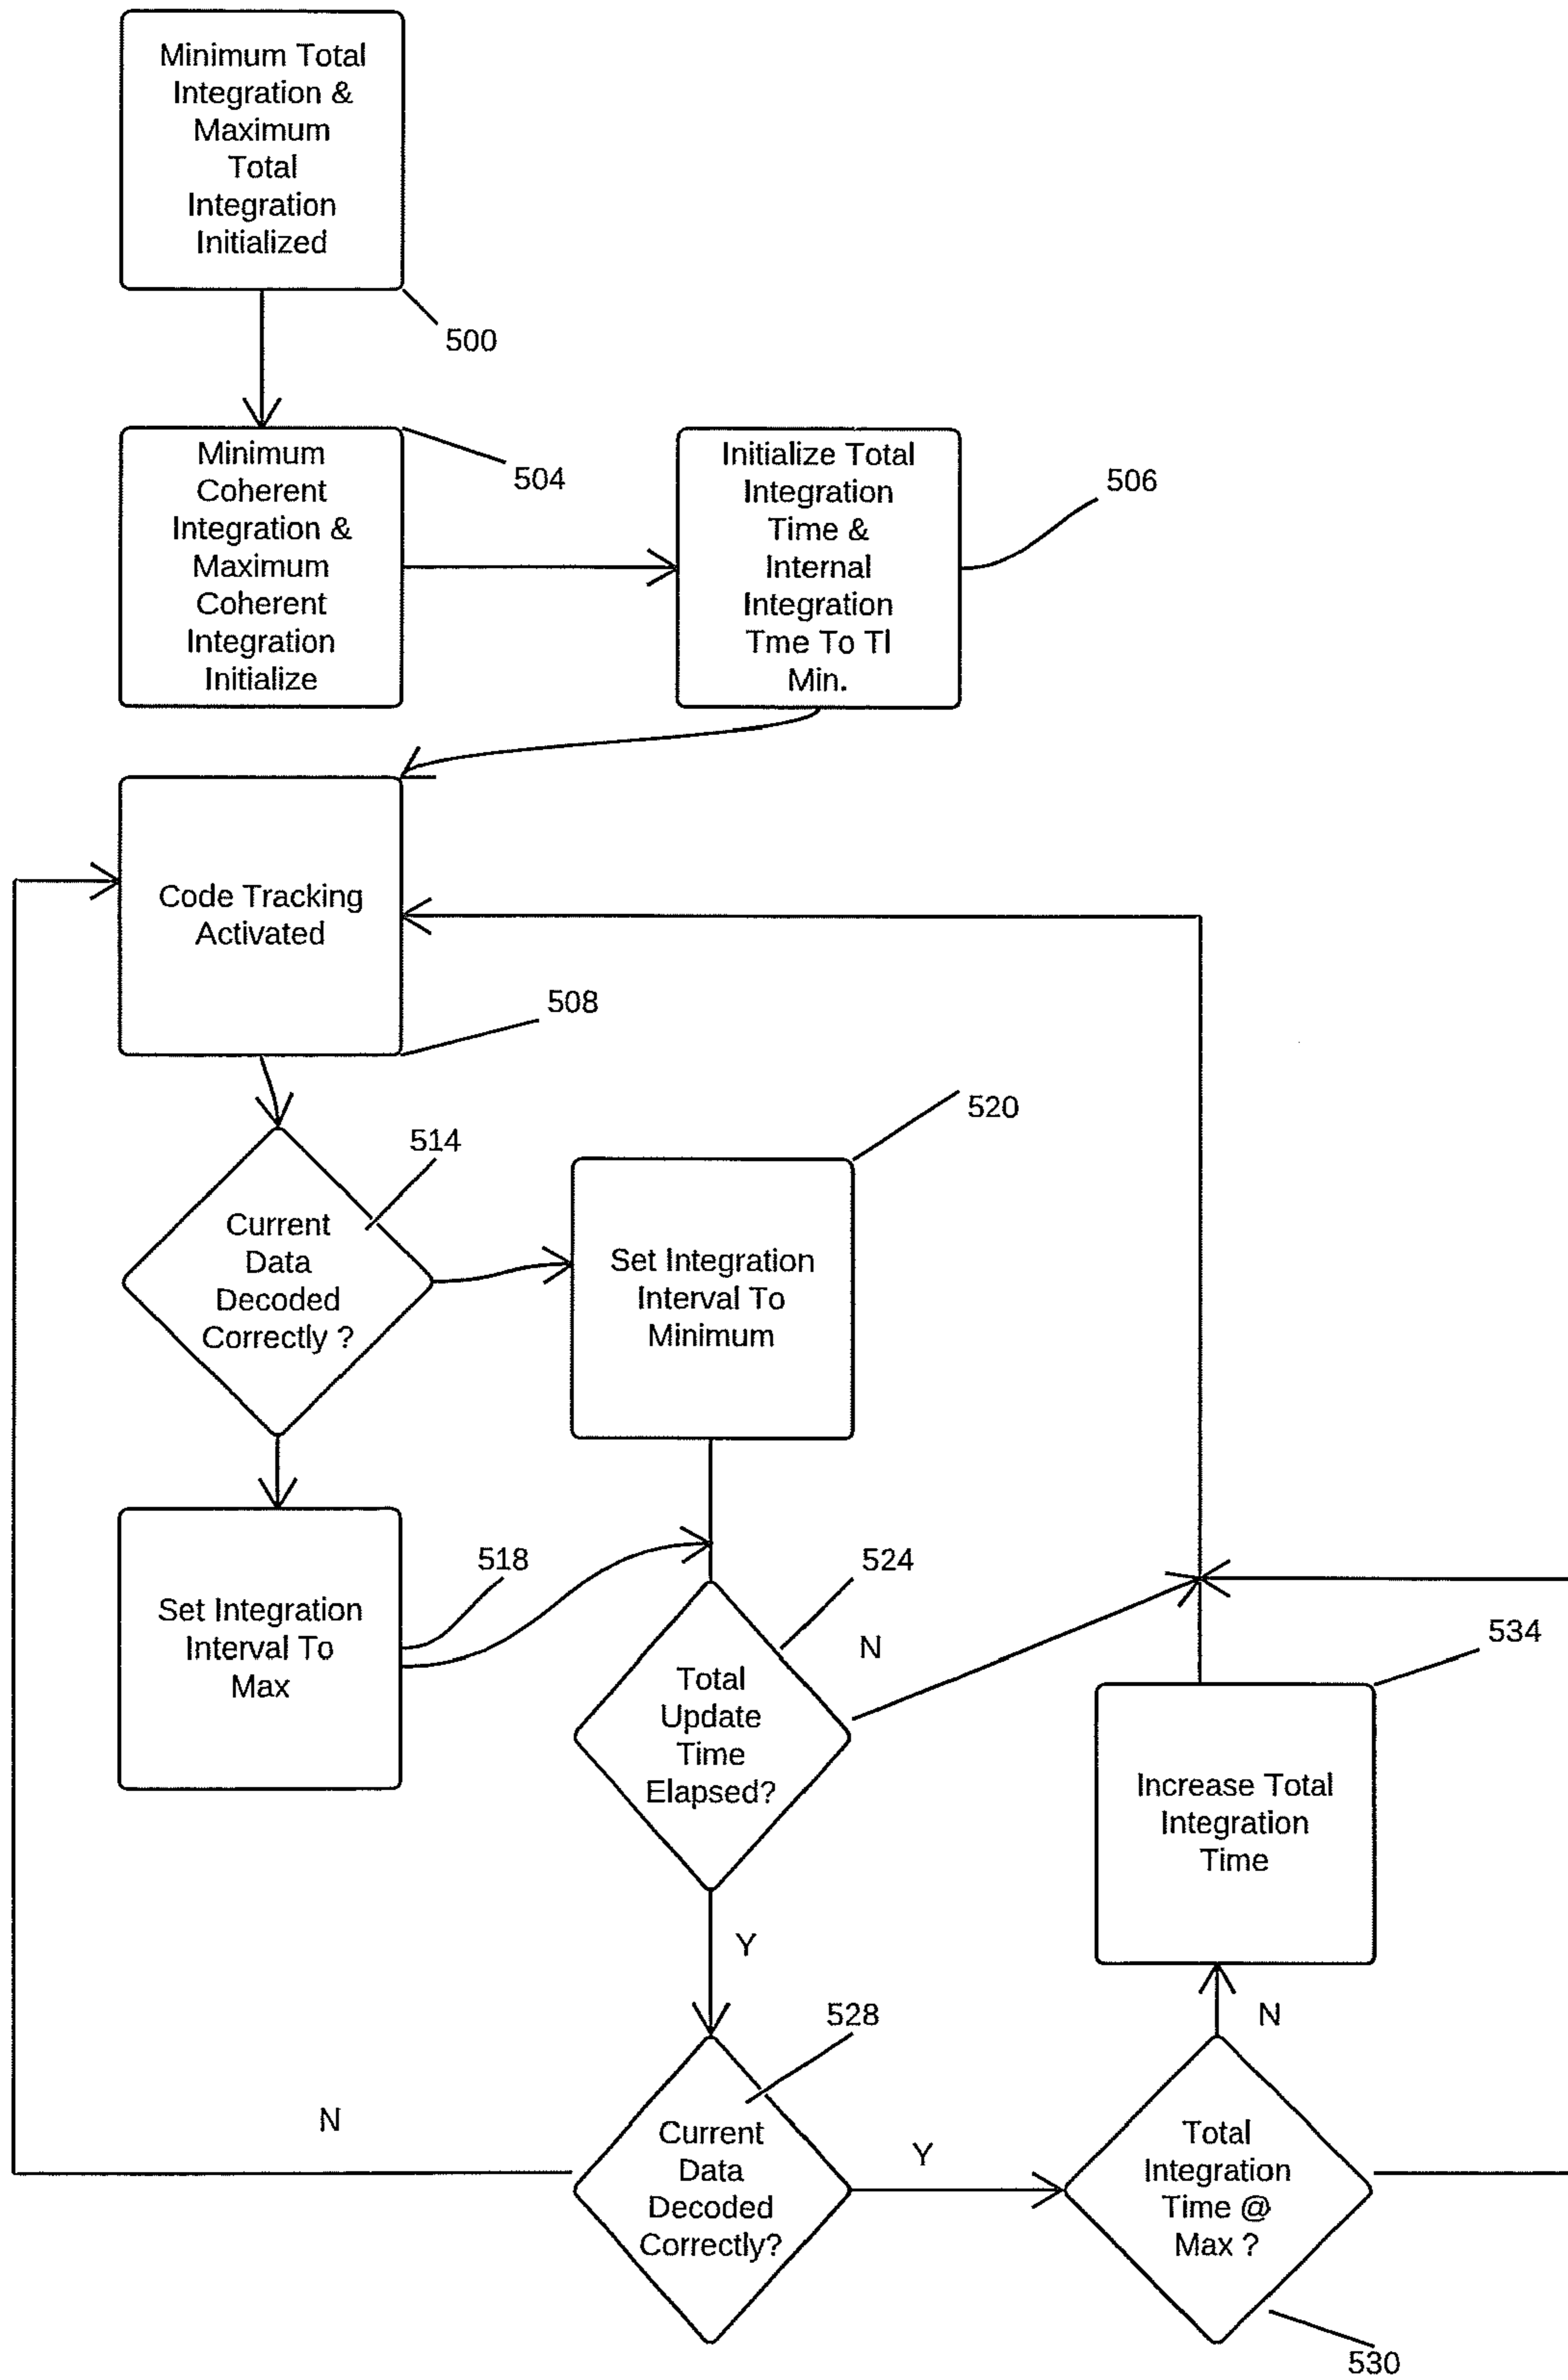 Minimum Total
Integration &
Maximum
Total
Integration
Initialized
500
Minimum
Coherent
Integration &
Maximum
Coherent
Integration
Initialize
504
Initialize Total
Integration
Time &
Internal
Integration
Tme To TI
Min.
506
Code Tracking
Activated
508
514
Current
Data
Decoded
Correctly ?
520
Set Integration
Interval To
Minimum
518
Set Integration
Interval To
Max
524
N
Total
Update
Time
Elapsed?
534
Increase Total
Integration
Time
Y
528
N
N
Current
Data
Decoded
Correctly?
Y
Total
Integration
Time @
Max ?
530